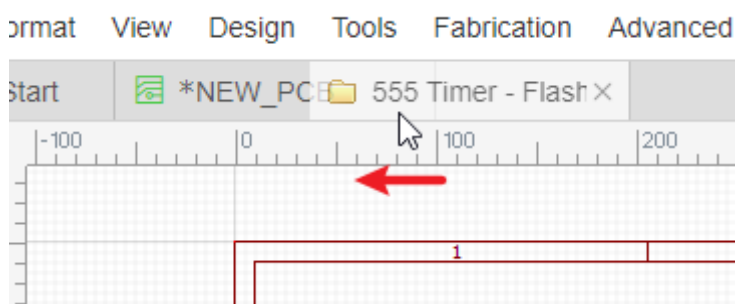 ormat View Design Tools Fabrication Advanced
Start *NEW_PC 555 Timer - Flash
-100 0 100 200
1